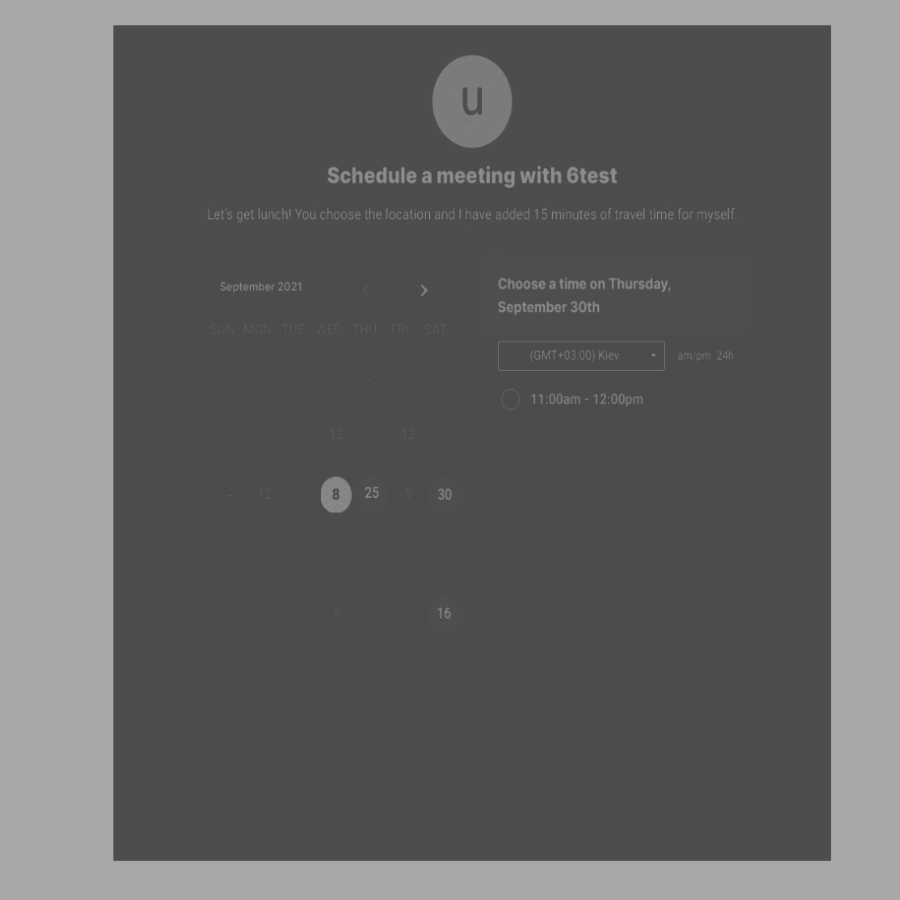 u
Schedule a meeting with 6test
Let's get lunch! You choose the location and I have added 15 minutes of travel time for myself.
September 2021
SUN MON TUE WED THU FRI SAT
12 12
12 8 25 5 30
5 16
Choose a time on Thursday,
September 30th
(GMT+03:00) Kiev am/pm 24h
11:00am - 12:00pm